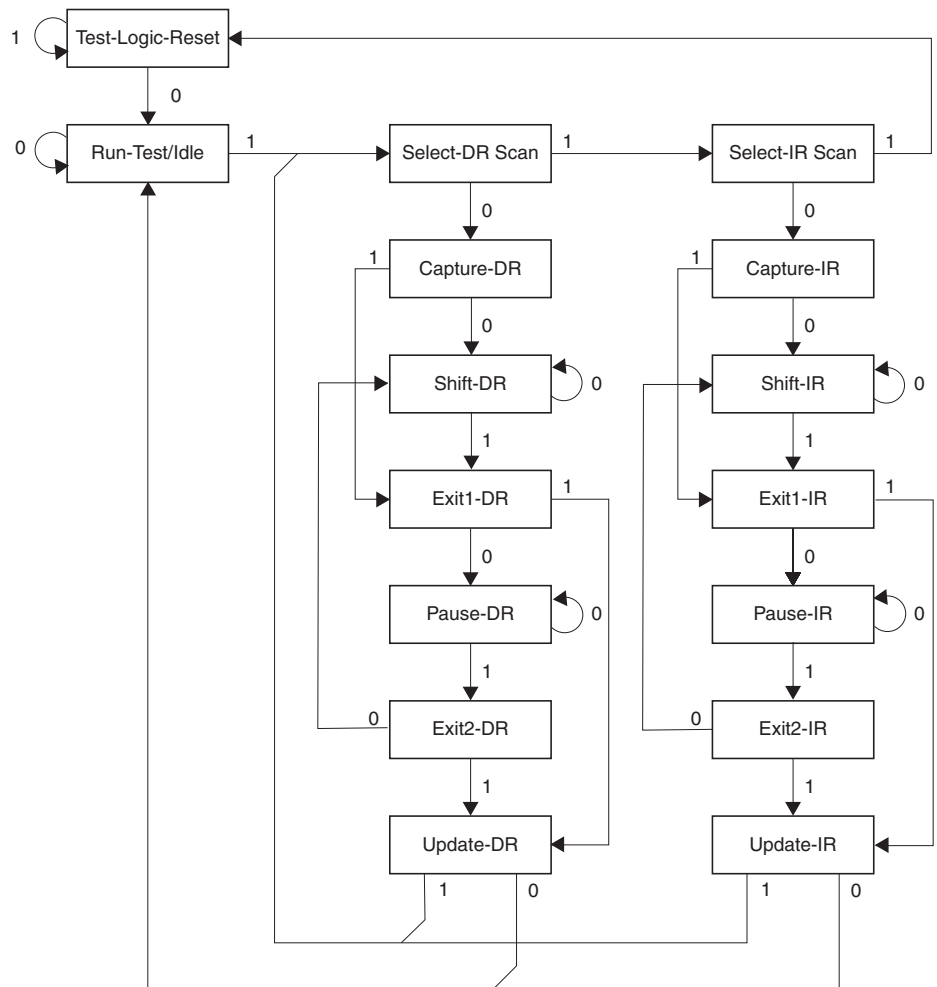 1 Test-Logic-Reset
0
0 Run-Test/Idle 1 Select-DR Scan 1 Select-IR Scan 1
0 0
1 Capture-DR 1 Capture-IR
0 0
Shift-DR 0 Shift-IR 0
1 1
Exit1-DR 1 Exit1-IR 1
0 0
Pause-DR 0 Pause-IR 0
1 1
0 Exit2-DR 0 Exit2-IR
1 1
Update-DR Update-IR
1 0 1 0